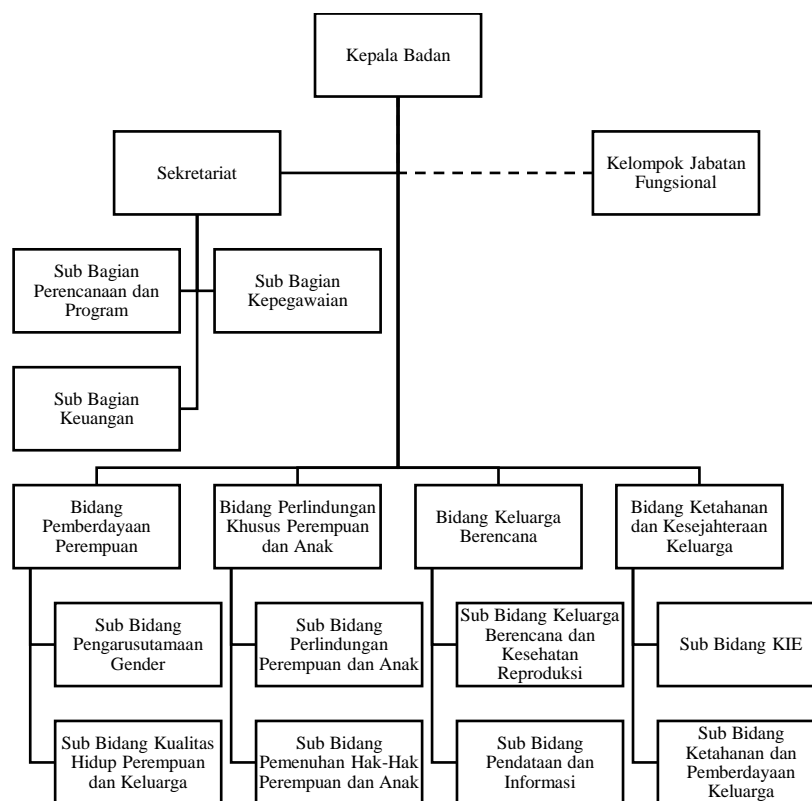 Kepala Badan
Sekretariat
Kelompok Jabatan
Fungsional
Sub Bagian
Perencanaan dan
Program
Sub Bagian
Kepegawaian
Sub Bagian
Keuangan
Bidang
Pemberdayaan
Perempuan
Bidang Perlindungan
Khusus Perempuan
dan Anak
Bidang Keluarga
Berencana
Bidang Ketahanan
dan Kesejahteraan
Keluarga
Sub Bidang
Pengarusutamaan
Gender
Sub Bidang
Perlindungan
Perempuan dan Anak
Sub Bidang Keluarga
Berencana dan
Kesehatan
Reproduksi
Sub Bidang KIE
Sub Bidang Kualitas
Hidup Perempuan
dan Keluarga
Sub Bidang
Pemenuhan Hak-Hak
Perempuan dan Anak
Sub Bidang
Pendataan dan
Informasi
Sub Bidang
Ketahanan dan
Pemberdayaan
Keluarga